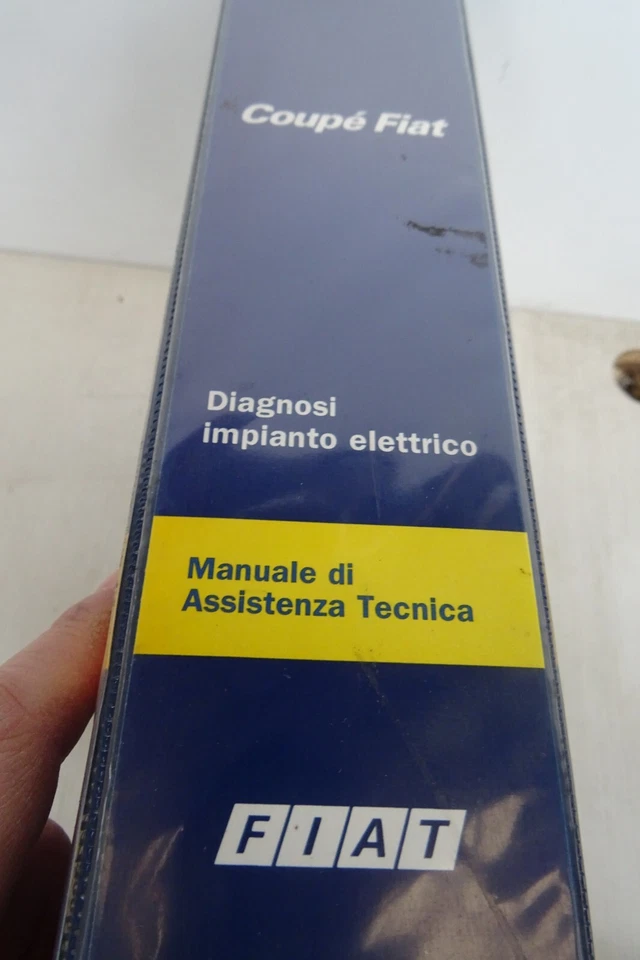 Coupé Fiat
Diagnosi
impianto elettrico
Manuale di
Assistenza Tecnica
FIAT